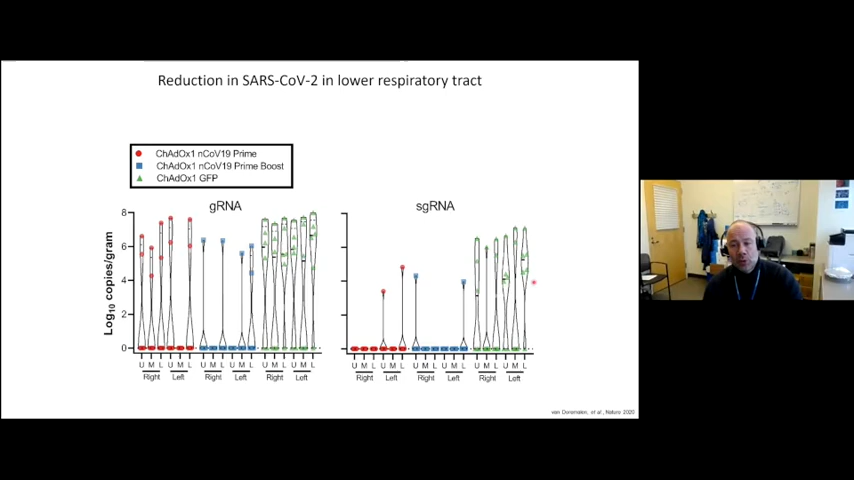 Reduction in SARS-CoV-2 in lower respiratory tract
ChAdOx1 nCoV19 Prime
ChAdOx1 nCoV19 Prime Boost
ChAdOx1 GFP
gRNA
sgRNA
Log10 copies/gram
8
6
4
2
0
U M L U M L U M L U M L U M L U M L
Right Left Right Left Right Left
U M L U M L U M L U M L U M L U M L
Right Left Right Left Right Left
van Doremalen, et al., Nature 2020